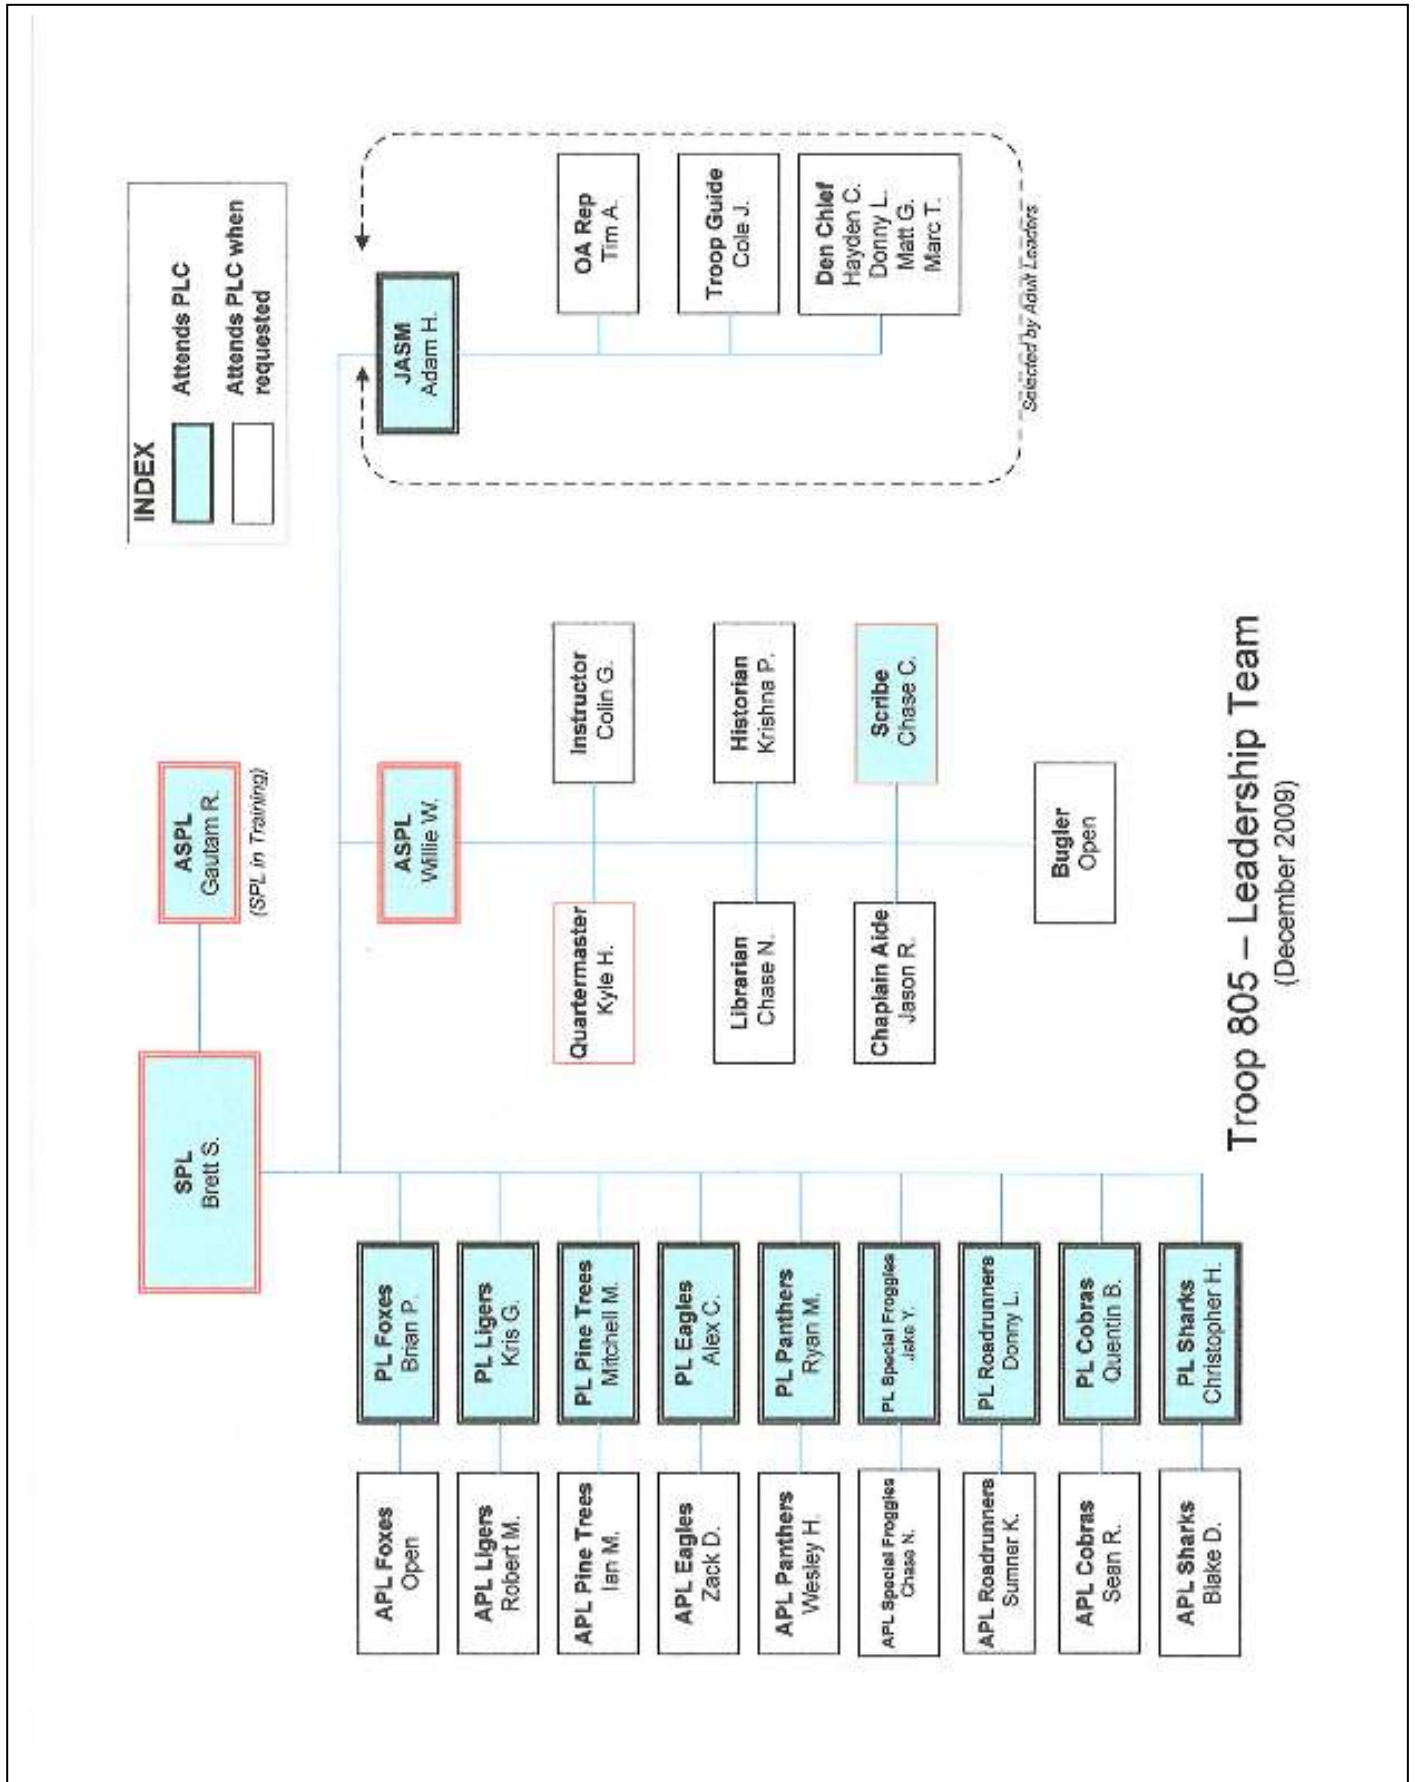 INDEX
Attends PLC
Attends PLC when
requested
SPL
Brett S.
ASPL
Gautam R.
(SPL in Training)
ASPL
Willie W.
JASM
Adam H.
PL Foxes
Brian P.
PL Ligers
Kris G.
PL Pine Trees
Mitchell M.
PL Eagles
Alex C.
PL Panthers
Ryan M.
PL Special Froggies
Jake Y.
PL Roadrunners
Donny L.
PL Cobras
Quentin B.
PL Sharks
Christopher H.
APL Foxes
Open
APL Ligers
Robert M.
APL Pine Trees
Ian M.
APL Eagles
Zack D.
APL Panthers
Wesley H.
APL Special Froggies
Chase N.
APL Roadrunners
Sumner K.
APL Cobras
Sean R.
APL Sharks
Blake D.
Quartermaster
Kyle H.
Instructor
Colin G.
Librarian
Chase N.
Historian
Krishna P.
Chaplain Aide
Jason R.
Scribe
Chase C.
Bugler
Open
OA Rep
Tim A.
Troop Guide
Cole J.
Den Chief
Hayden C.
Donny L.
Matt G.
Marc T.
Selected by Adult Leaders
Troop 805 – Leadership Team
(December 2009)